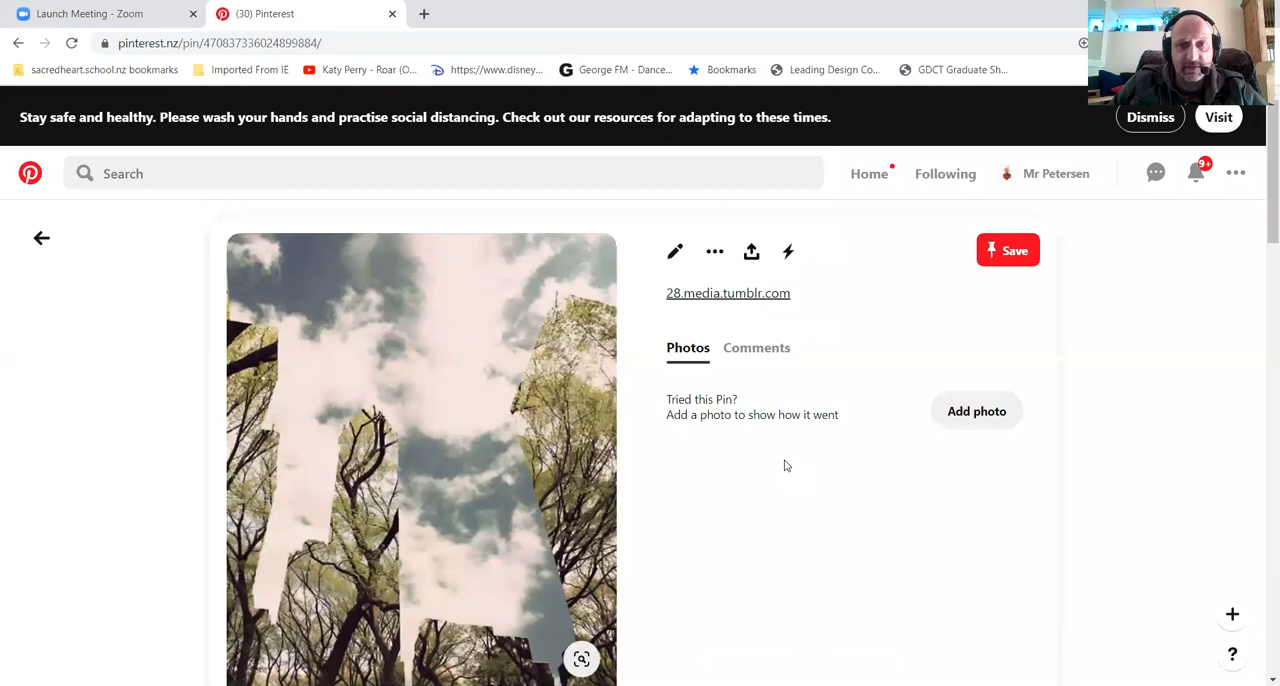 Launch Meeting - Zoom
(30) Pinterest
pinterest.nz/pin/470837336024899884/
sacredheart.school.nz bookmarks
Imported From IE
Katy Perry - Roar (O...
https://www.disney...
George FM - Dance...
Bookmarks
Leading Design Co...
GDCT Graduate Sh...
Stay safe and healthy. Please wash your hands and practise social distancing. Check out our resources for adapting to these times.
Dismiss
Visit
Search
Home
Following
Mr Petersen
9+
Save
28.media.tumblr.com
Photos
Comments
Tried this Pin?
Add a photo to show how it went
Add photo